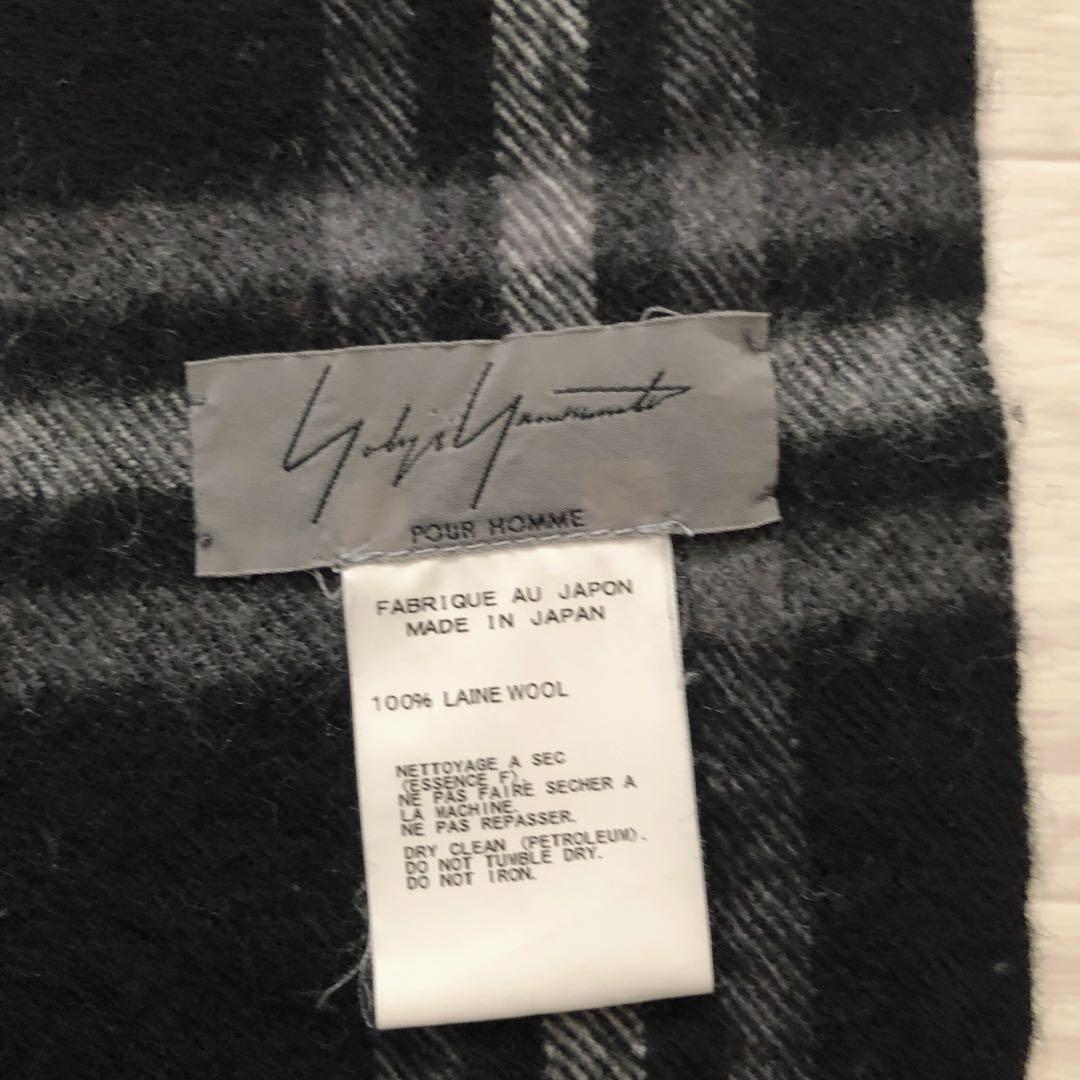 Yohji Yamamoto
POUR HOMME
FABRIQUE AU JAPON
MADE IN JAPAN
100% LAINE WOOL
NETTOYAGE A SEC
(ESSENCE F).
NE PAS FAIRE SECHER A
LA MACHINE.
NE PAS REPASSER.
DRY CLEAN (PETROLEUM).
DO NOT TUMBLE DRY.
DO NOT IRON.